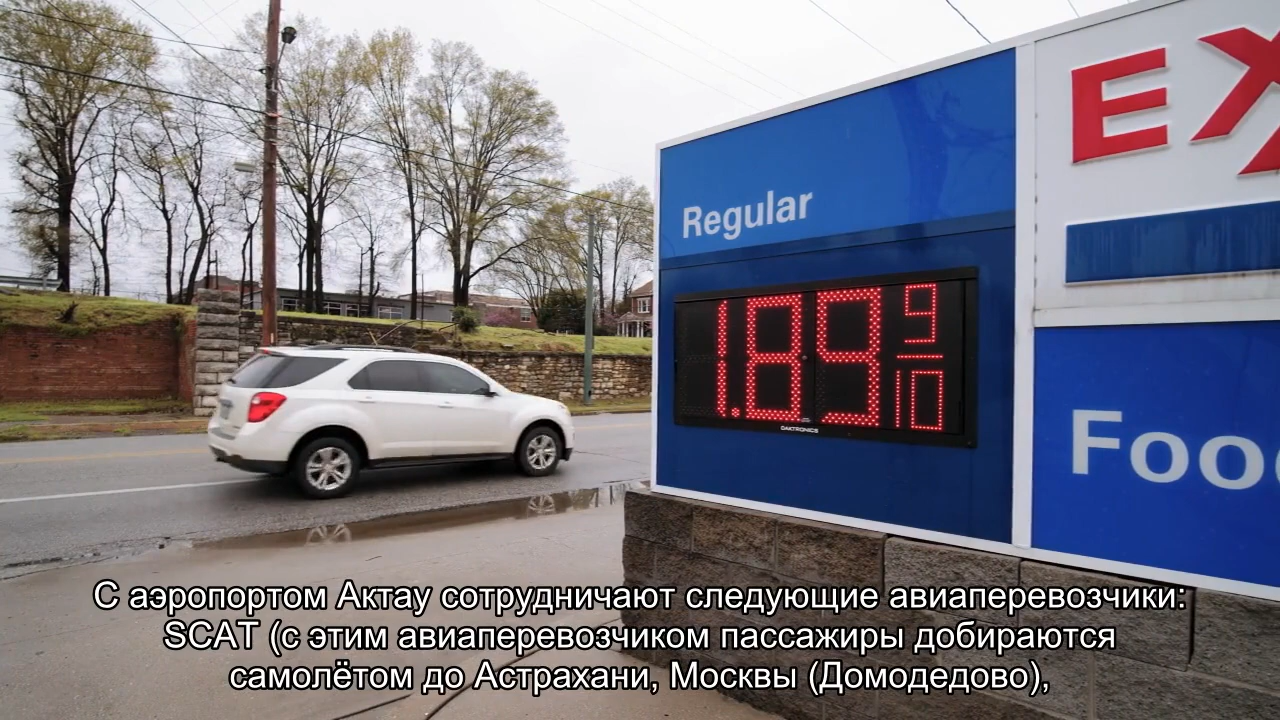 EX
Regular
1.89 9/10
DAKTRONICS
Foo
С аэропортом Актау сотрудничают следующие авиаперевозчики:
SCAT (с этим авиаперевозчиком пассажиры добираются
самолётом до Астрахани, Москвы (Домодедово),